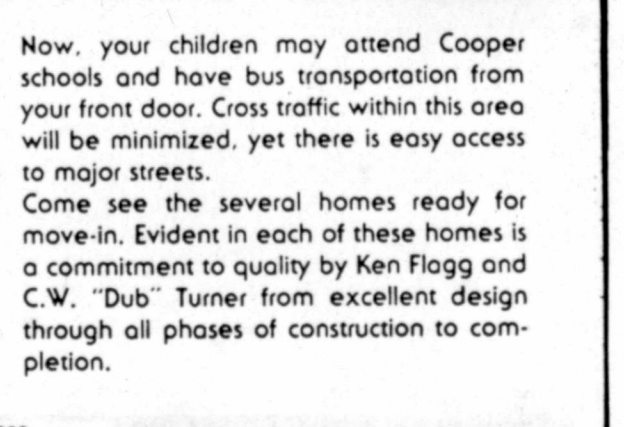 Now, your children may attend Cooper
schools and have bus transportation from
your front door. Cross traffic within this area
will be minimized, yet there is easy access
to major streets.
Come see the several homes ready for
move-in. Evident in each of these homes is
a commitment to quality by Ken Flagg and
C.W. "Dub" Turner from excellent design
through all phases of construction to com-
pletion.